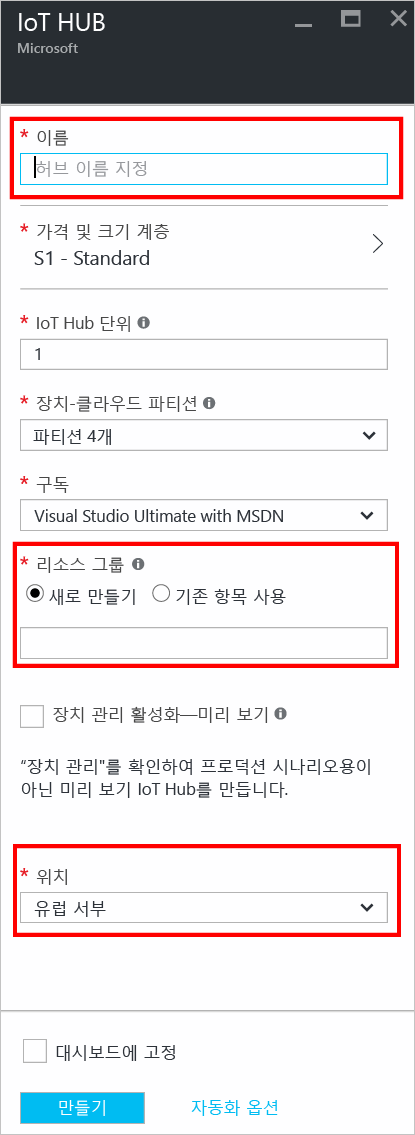 IoT HUB
Microsoft
* 이름
허브 이름 지정
* 가격 및 크기 계층
S1 - Standard
* IoT Hub 단위
1
* 장치-클라우드 파티션
파티션 4개
* 구독
Visual Studio Ultimate with MSDN
* 리소스 그룹
새로 만들기 기존 항목 사용
장치 관리 활성화—미리 보기
“장치 관리"를 확인하여 프로덕션 시나리오용이
아닌 미리 보기 IoT Hub를 만듭니다.
* 위치
유럽 서부
대시보드에 고정
만들기 자동화 옵션